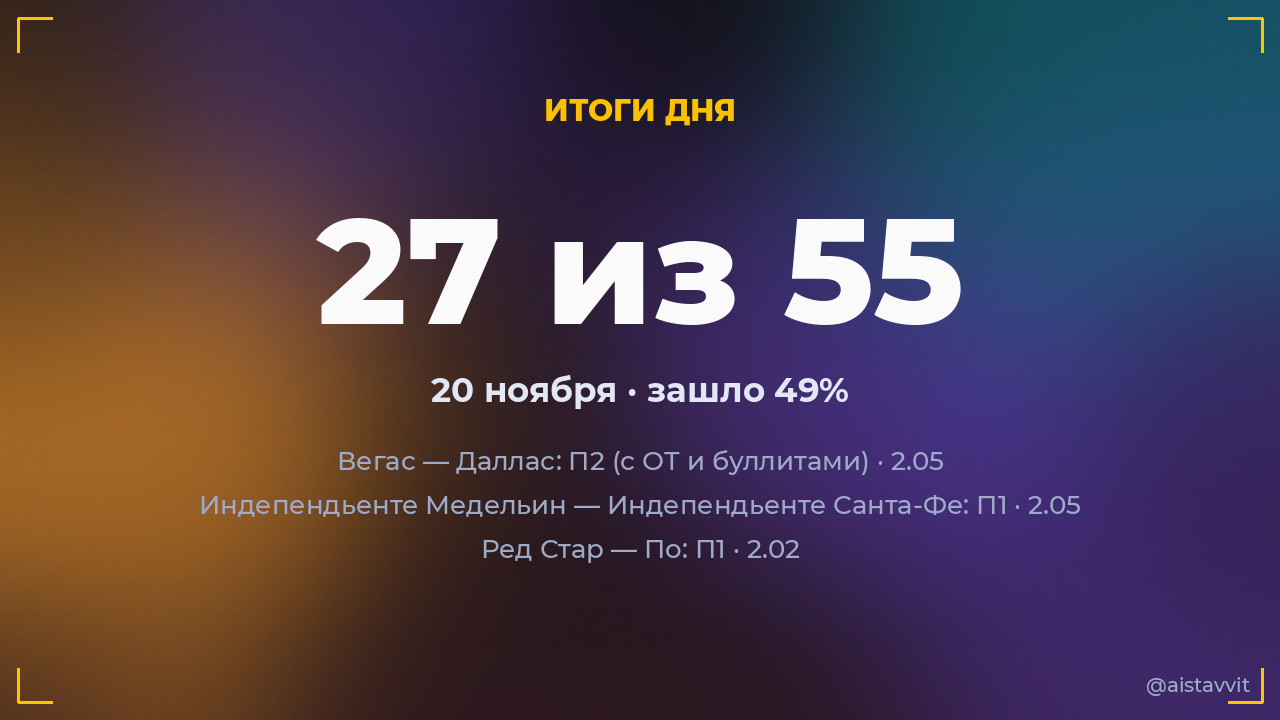 ИТОГИ ДНЯ
27 из 55
20 ноября · зашло 49%
Вегас — Даллас: П2 (с ОТ и буллитами) · 2.05
Индепендьенте Медельин — Индепендьенте Санта-Фе: П1 · 2.05
Ред Стар — По: П1 · 2.02
@aistavvit